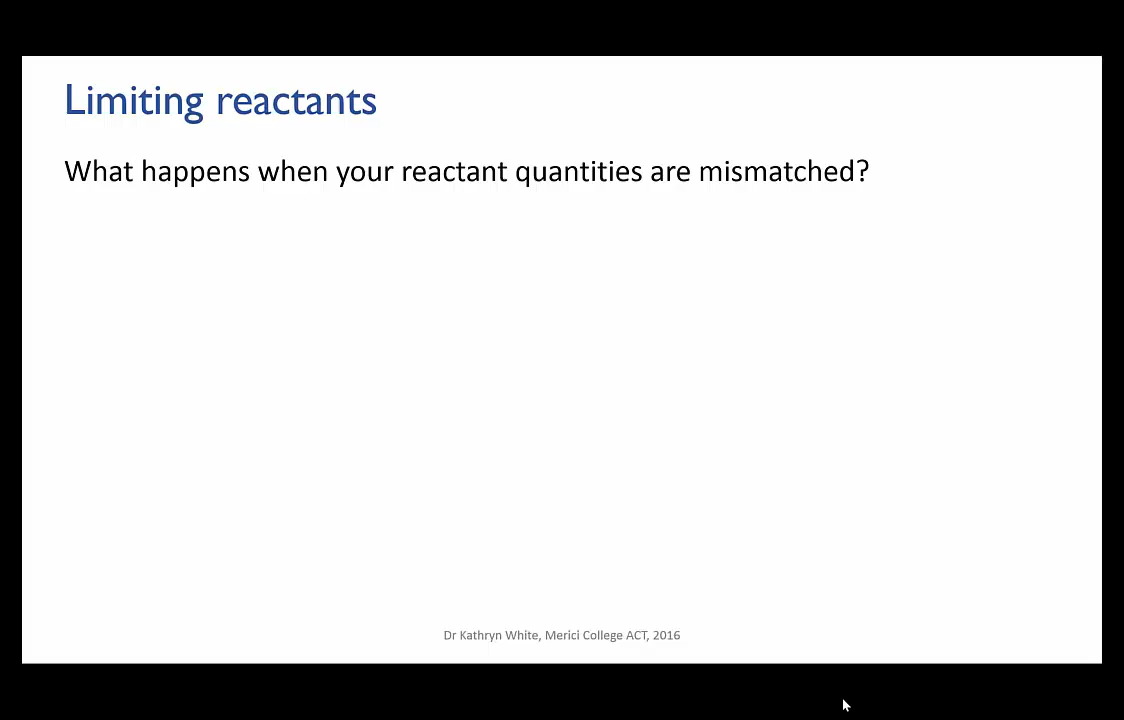 Limiting reactants
What happens when your reactant quantities are mismatched?
Dr Kathryn White, Merici College ACT, 2016